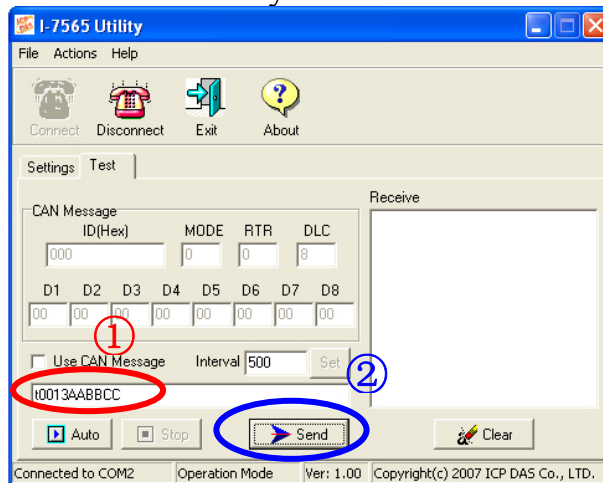 I-7565 Utility
File Actions Help
Connect Disconnect Exit About
Settings Test
Receive
CAN Message
ID(Hex) MODE RTR DLC
000 0 0 8
D1 D2 D3 D4 D5 D6 D7 D8
00 00 00 00 00 00 00 00
①
Use CAN Message Interval 500 Set
②
t0013AABBCC
Auto Stop Send Clear
Connected to COM2 Operation Mode Ver: 1.00 Copyright(c) 2007 ICP DAS Co., LTD.